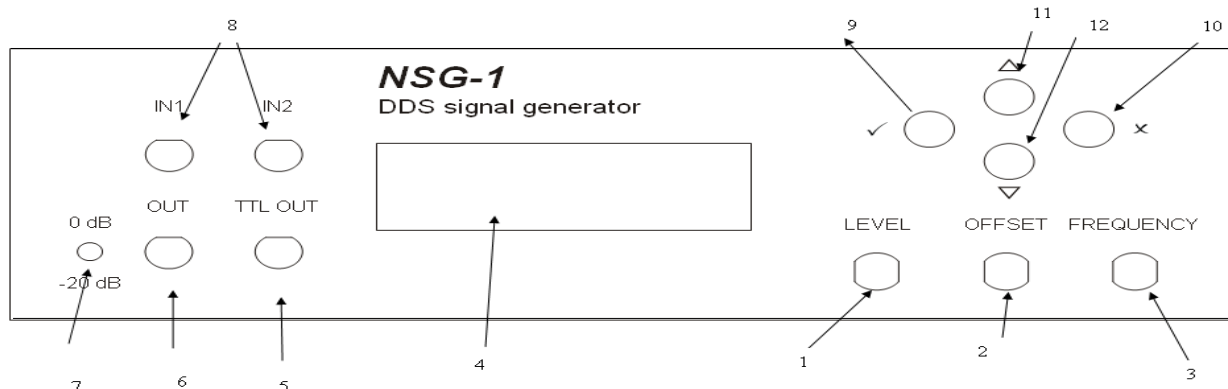 8
9
11
12
10
NSG-1
DDS signal generator
IN1
IN2
✓
x
OUT
TTL OUT
0 dB
-20 dB
LEVEL
OFFSET
FREQUENCY
7
6
5
4
1
2
3